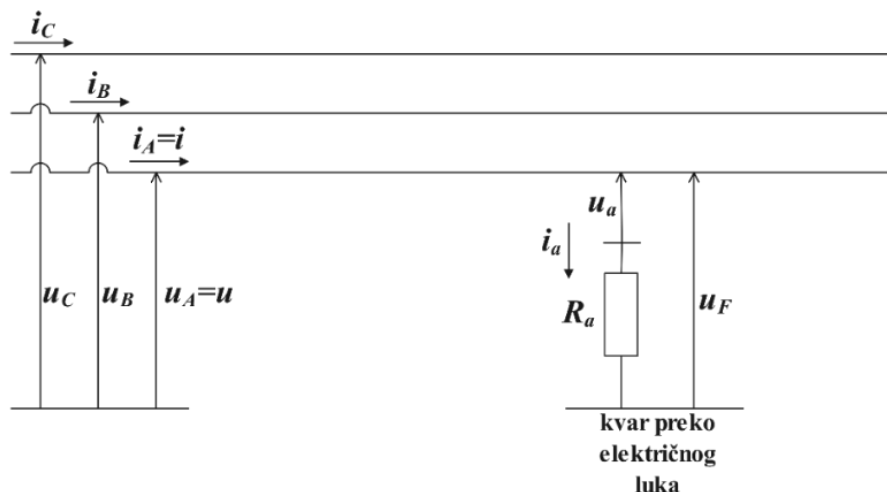 i_C
i_B
i_A=i
u_a
i_a
u_C u_B u_A=u
R_a u_F
kvar preko
električnog
luka